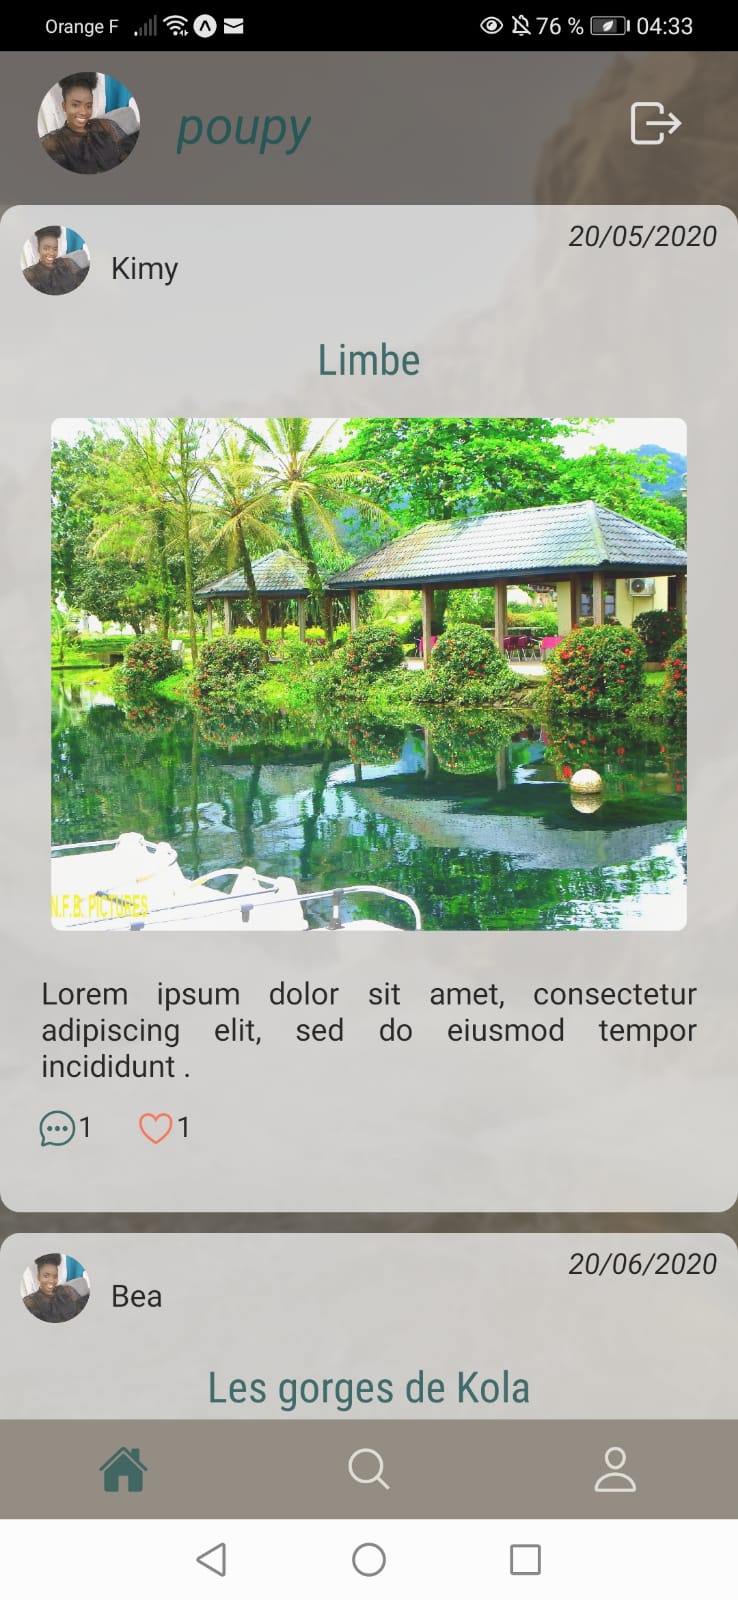 Orange F 76 % 04:33
poupy
20/05/2020
Kimy
Limbe
N.F.B. PICTURES
Lorem ipsum dolor sit amet, consectetur
adipiscing elit, sed do eiusmod tempor
incididunt .
1 1
20/06/2020
Bea
Les gorges de Kola